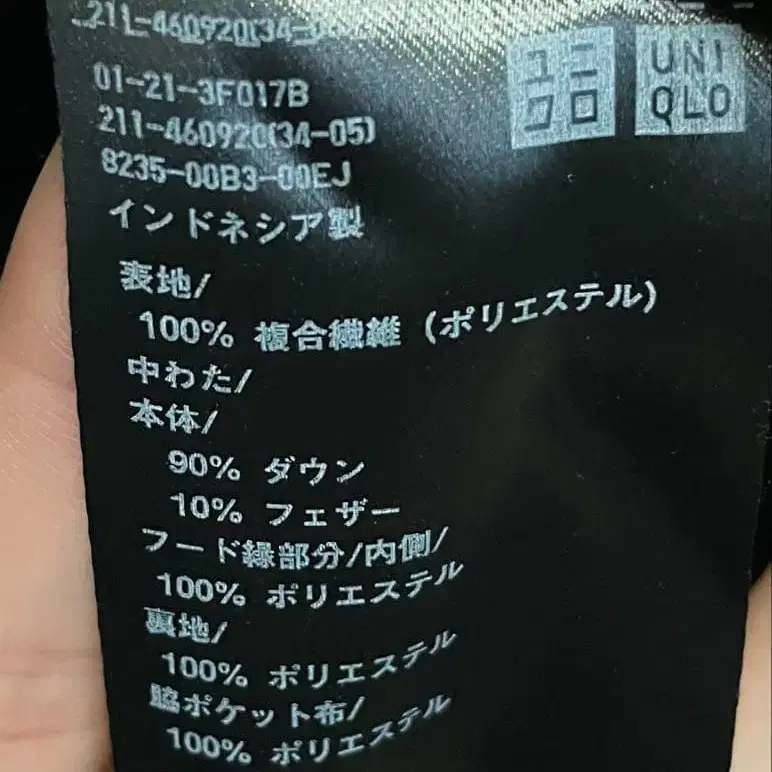 211-460920(34-
ユニ
クロ
UNI
QLO
01-21-3F017B
211-460920(34-05)
8235-00B3-00EJ
インドネシア製
表地/
100% 複合繊維 (ポリエステル)
中わた/
本体/
90% ダウン
10% フェザー
フード縁部分/内側/
100% ポリエステル
裏地/
100% ポリエステル
脇ポケット布/
100% ポリエステル